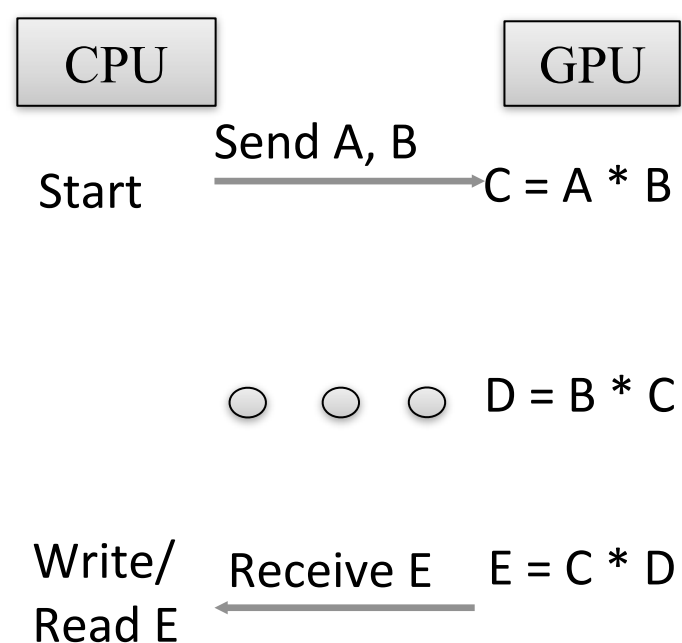 CPU
GPU
Send A, B
Start
C = A * B
D = B * C
Write/
Read E
Receive E
E = C * D